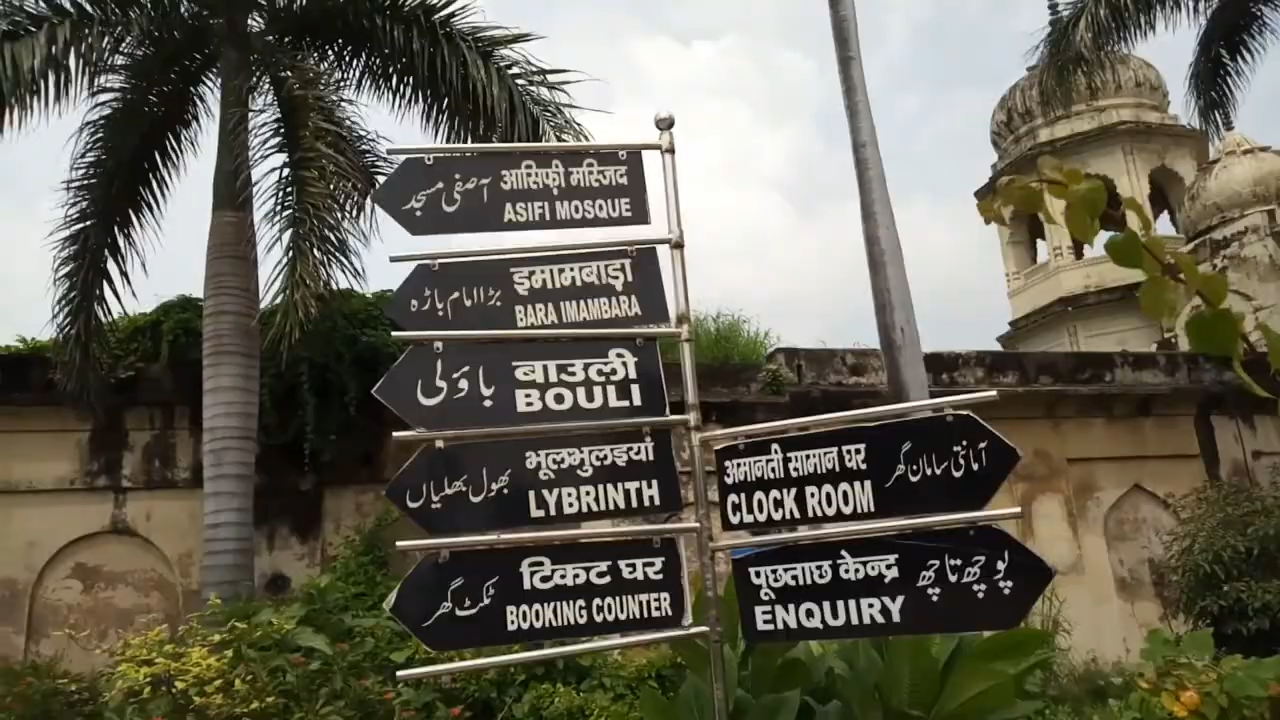 آصفی مسجد
आसिफ़ी मस्जिद
ASIFI MOSQUE
بڑا امام باڑہ
इमामबाड़ा
BARA IMAMBARA
باؤلی
बाउली
BOULI
بھول بھلیاں
भूलभुलइयां
LYBRINTH
ٹکٹ گھر
टिकट घर
BOOKING COUNTER
अमानती सामान घर
CLOCK ROOM
أمانتی سامان گھر
पूछताछ केन्द्र
ENQUIRY
پوچھ تاچھ